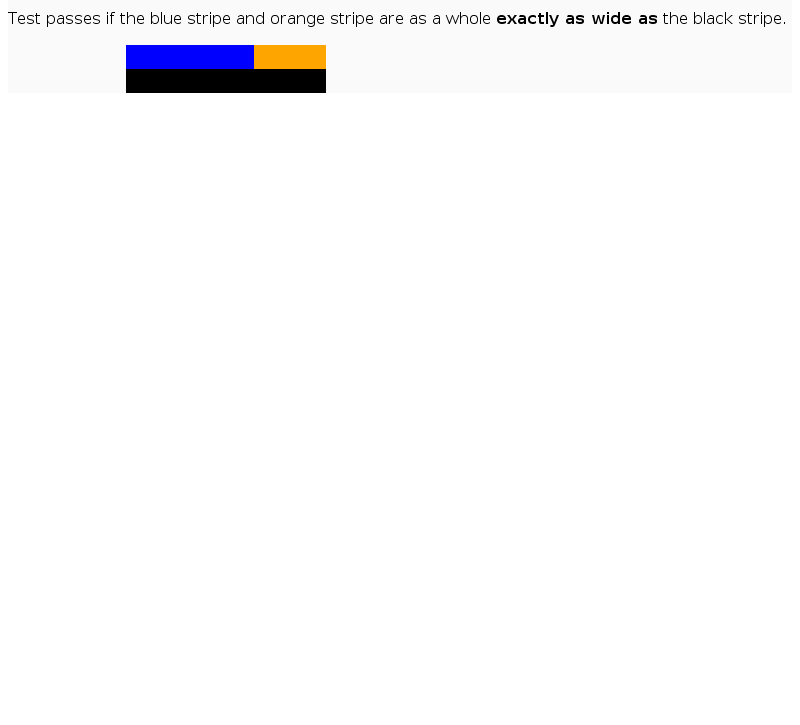 Test passes if the blue stripe and orange stripe are as a whole exactly as wide as the black stripe.